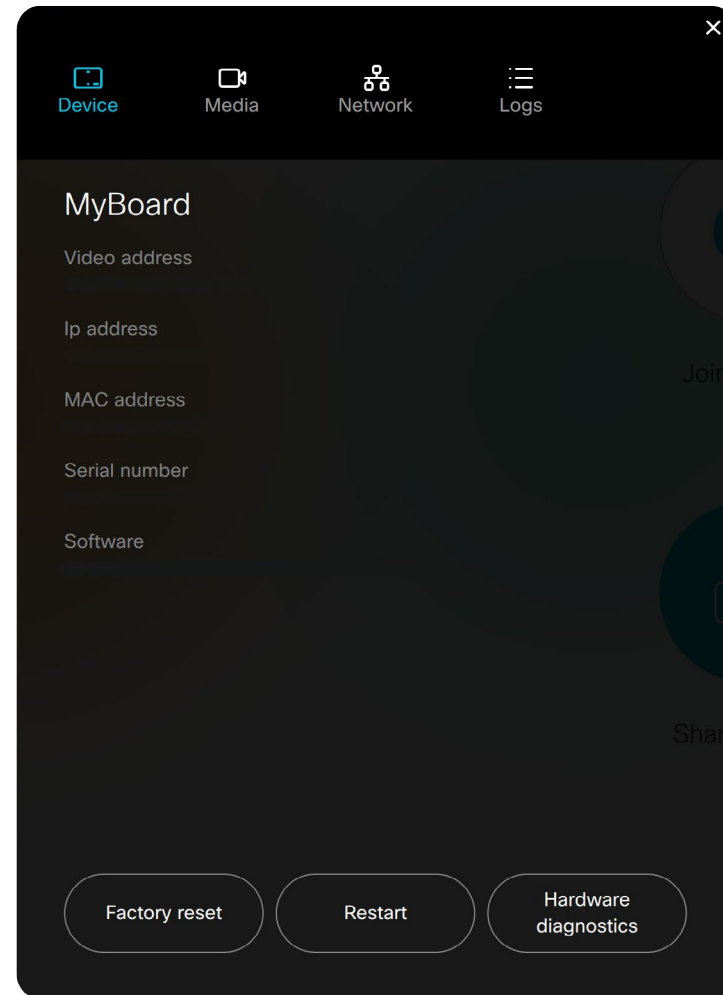 Device
Media
Network
Logs
MyBoard
Video address
Ip address
MAC address
Serial number
Software
Factory reset
Restart
Hardware
diagnostics